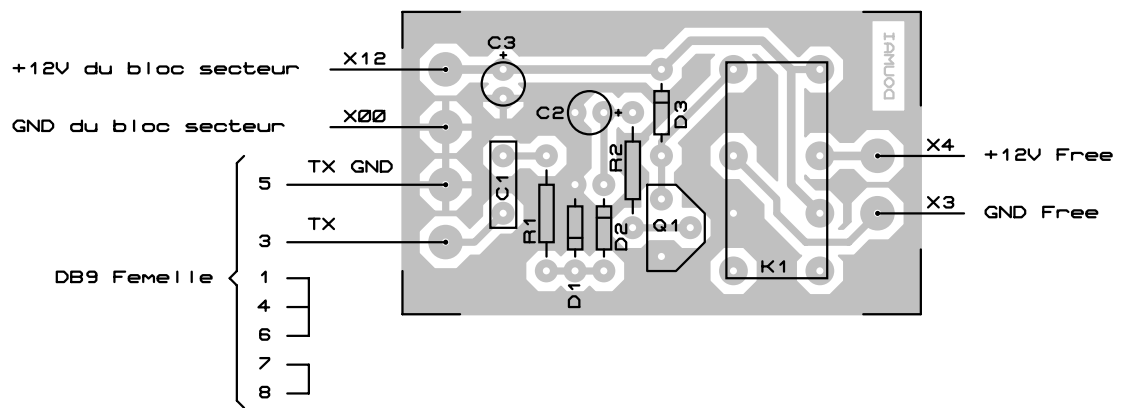 +12V du bloc secteur
X12
GND du bloc secteur
X00
5
TX GND
3
TX
DB9 Femelle
1
4
6
7
8
C3
+
C2
+
D3
R2
C1
R1
D2
Q1
D1
K1
DOUMAI
X4
+12V Free
X3
GND Free